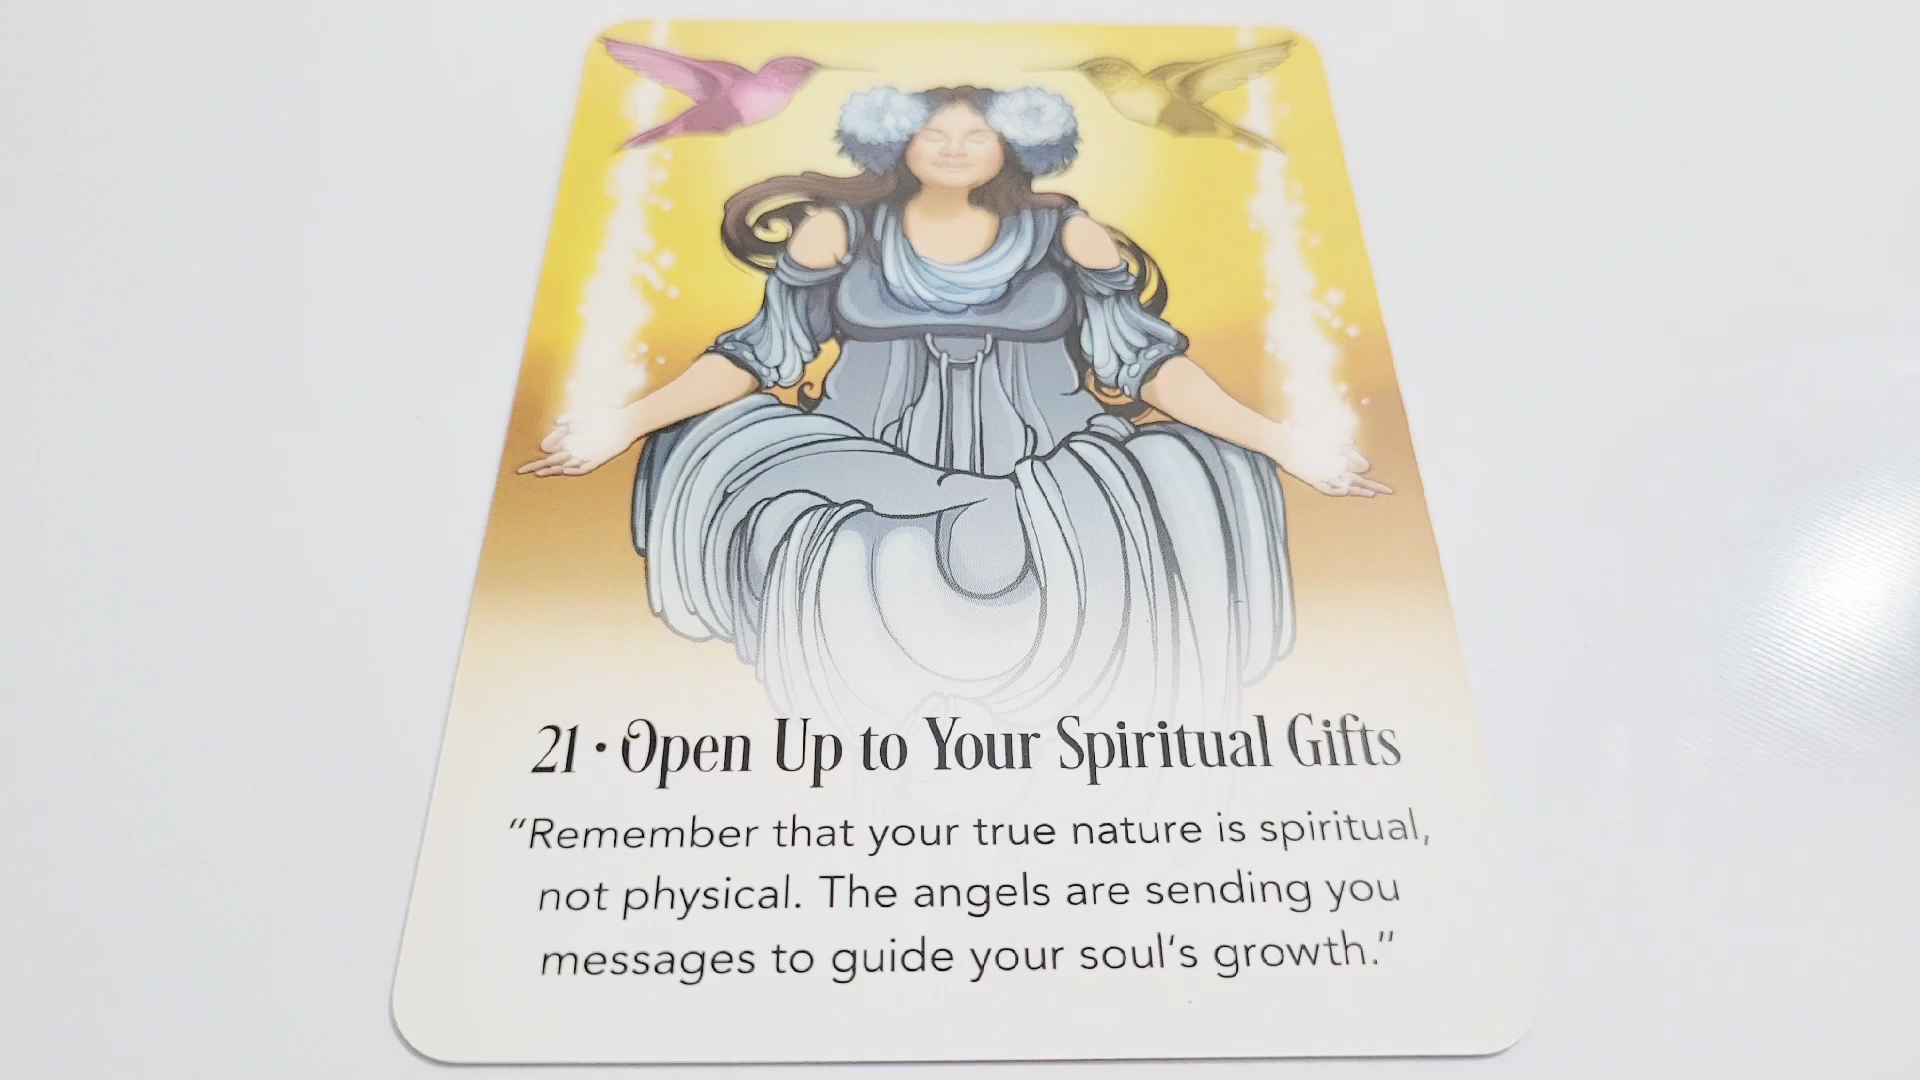 21 · Open Up to Your Spiritual Gifts
“Remember that your true nature is spiritual,
not physical. The angels are sending you
messages to guide your soul's growth.”